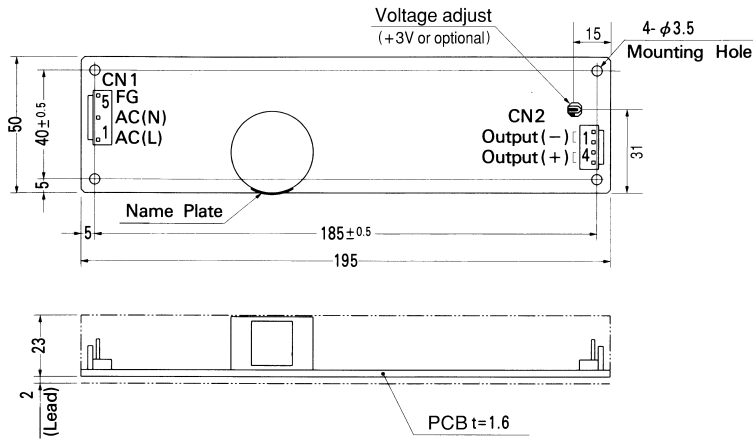 Voltage adjust
(+3V or optional)
15
4-φ3.5
Mounting Hole
CN1
5 FG
AC(N)
1 AC(L)
CN2
Output(−) 1
Output(+) 4
50
40±0.5
5
31
Name Plate
5
185±0.5
195
23
2
(Lead)
PCB t=1.6